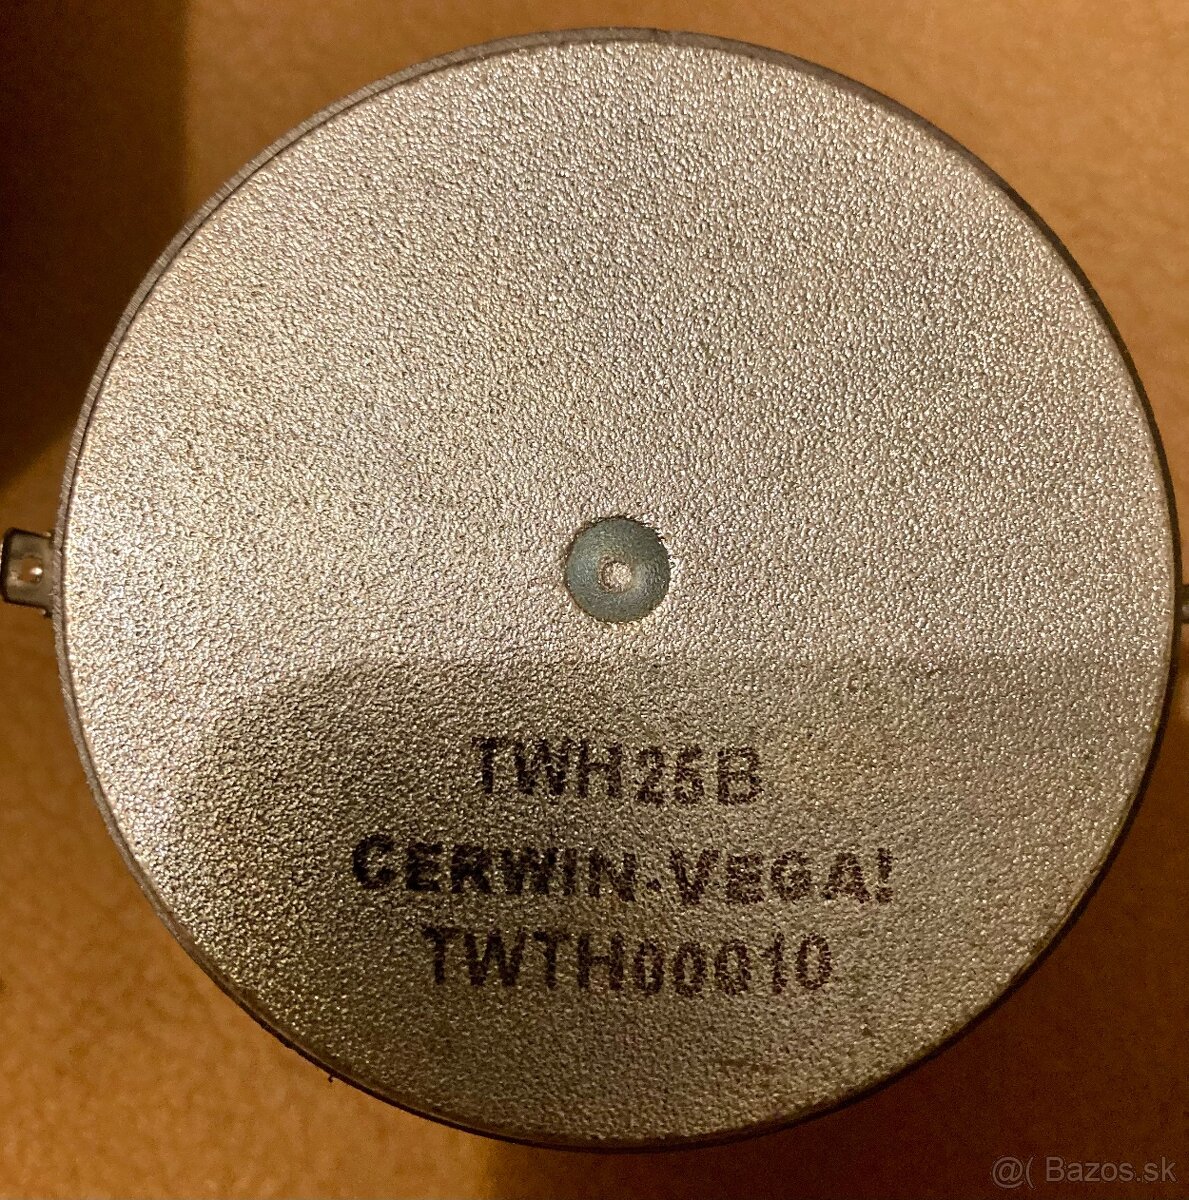 TWH25B
CERWIN-VEGA!
TWTH00010
@( Bazos.sk